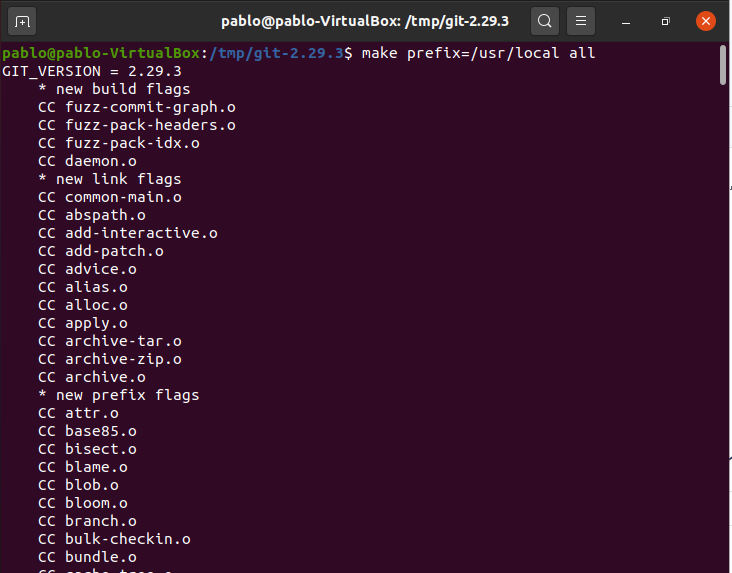 pablo@pablo-VirtualBox: /tmp/git-2.29.3
pablo@pablo-VirtualBox:/tmp/git-2.29.3$ make prefix=/usr/local all
GIT_VERSION = 2.29.3
    * new build flags
    CC fuzz-commit-graph.o
    CC fuzz-pack-headers.o
    CC fuzz-pack-idx.o
    CC daemon.o
    * new link flags
    CC common-main.o
    CC abspath.o
    CC add-interactive.o
    CC add-patch.o
    CC advice.o
    CC alias.o
    CC alloc.o
    CC apply.o
    CC archive-tar.o
    CC archive-zip.o
    CC archive.o
    * new prefix flags
    CC attr.o
    CC base85.o
    CC bisect.o
    CC blame.o
    CC blob.o
    CC bloom.o
    CC branch.o
    CC bulk-checkin.o
    CC bundle.o
    CC cache-tree.o